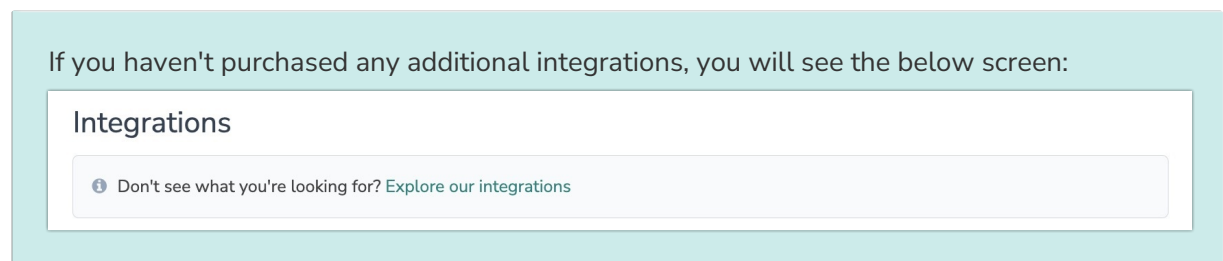 If you haven't purchased any additional integrations, you will see the below screen:
Integrations
Don't see what you're looking for? Explore our integrations